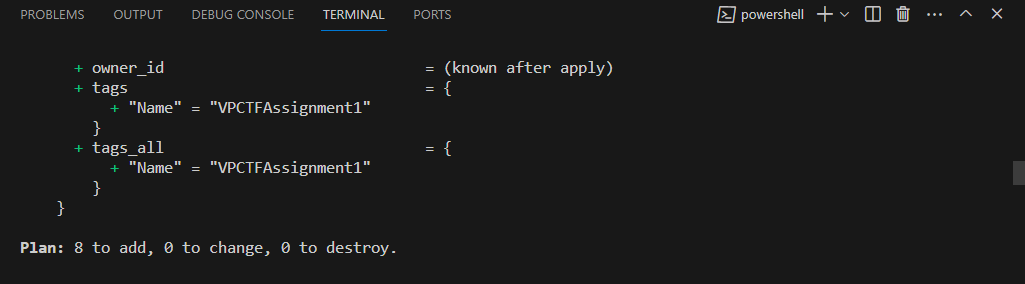 PROBLEMS OUTPUT DEBUG CONSOLE TERMINAL PORTS powershell
+ owner_id = (known after apply)
+ tags = {
+ "Name" = "VPCTFAssignment1"
}
+ tags_all = {
+ "Name" = "VPCTFAssignment1"
}
}
Plan: 8 to add, 0 to change, 0 to destroy.